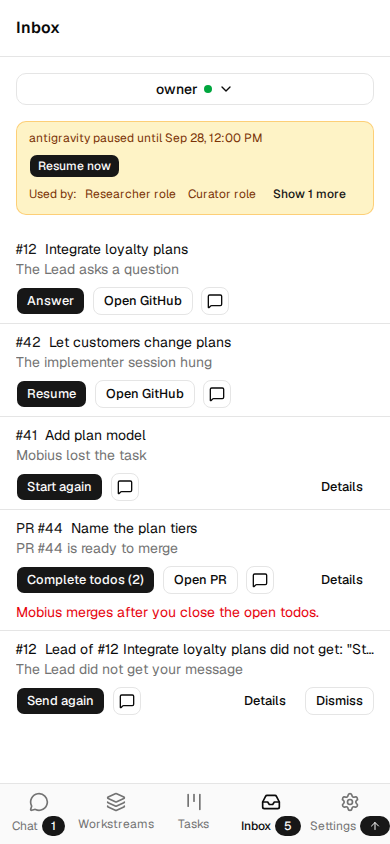 Inbox
owner
antigravity paused until Sep 28, 12:00 PM
Resume now
Used by: Researcher role Curator role Show 1 more
#12 Integrate loyalty plans
The Lead asks a question
Answer Open GitHub
#42 Let customers change plans
The implementer session hung
Resume Open GitHub
#41 Add plan model
Mobius lost the task
Start again Details
PR #44 Name the plan tiers
PR #44 is ready to merge
Complete todos (2) Open PR Details
Mobius merges after you close the open todos.
#12 Lead of #12 Integrate loyalty plans did not get: "St…
The Lead did not get your message
Send again Details Dismiss
Chat 1 Workstreams Tasks Inbox 5 Settings